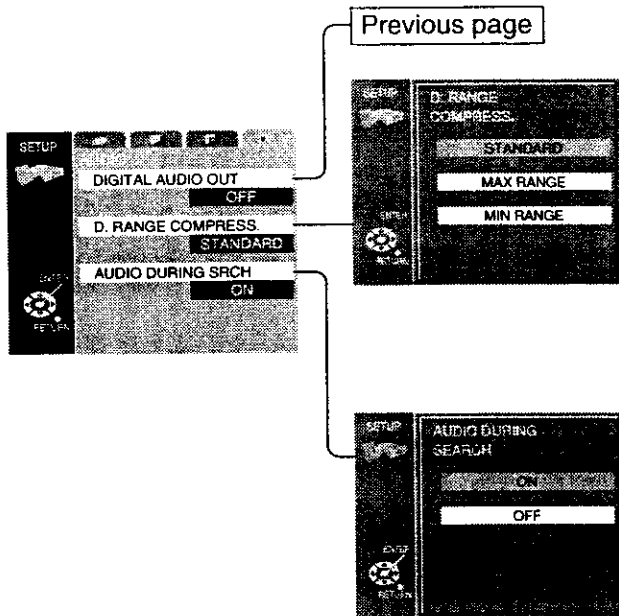 Previous page
SETUP
DIGITAL AUDIO OUT
OFF
D. RANGE COMPRESS.
STANDARD
AUDIO DURING SRCH
ON
ENTER
RETURN
SETUP
D. RANGE
COMPRESS.
STANDARD
MAX RANGE
MIN RANGE
ENTER
RETURN
SETUP
AUDIO DURING
SEARCH
ON
OFF
ENTER
RETURN